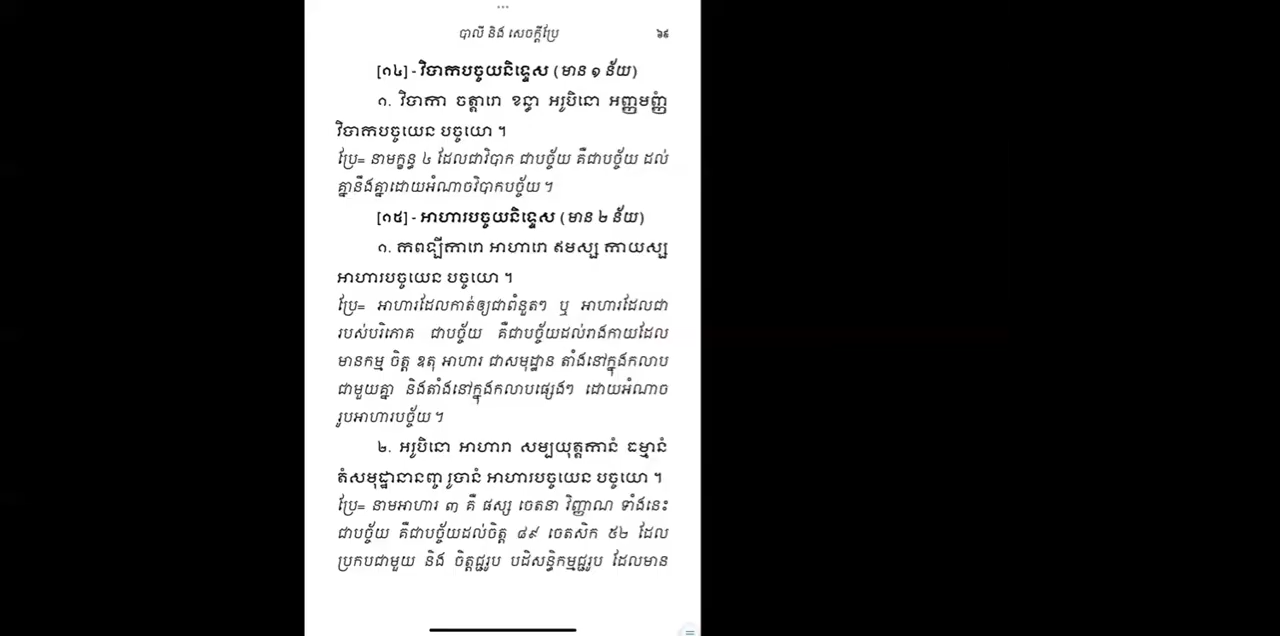 បាលី និង សេចក្ដីប្រែ ៦៩
[១៤] - វិបាកបច្ចយនិទ្ទេស (មាន ១ ន័យ)
១. វិបាកា ចត្តារោ ខន្ធា អរូបិនោ អញ្ញមញ្ញំ
វិបាកបច្ចយេន បច្ចយោ ។
ប្រែ= នាមក្ខន្ធ ៤ ដែលជាវិបាក ជាបច្ច័យ គឺជាបច្ច័យ ដល់
គ្នានឹងគ្នាដោយអំណាចវិបាកបច្ច័យ ។
[១៥] - អាហារបច្ចយនិទ្ទេស (មាន ២ ន័យ)
១. កពឡីការោ អាហារោ ឥមស្ស កាយស្ស
អាហារបច្ចយេន បច្ចយោ ។
ប្រែ= អាហារដែលកាត់ឲ្យជាពំនួតៗ ឬ អាហារដែលជា
របស់បរិភោគ ជាបច្ច័យ គឺជាបច្ច័យដល់រាងកាយដែល
មានកម្ម ចិត្ត ឧតុ អាហារ ជាសមុដ្ឋាន តាំងនៅក្នុងកលាប
ជាមួយគ្នា និងតាំងនៅក្នុងកលាបផ្សេងៗ ដោយអំណាច
រូបអាហារបច្ច័យ ។
២. អរូបិនោ អាហារា សម្បយុត្តកានំ ធម្មានំ
តំសមុដ្ឋានានញ្ច រូបានំ អាហារបច្ចយេន បច្ចយោ ។
ប្រែ= នាមអាហារ ៣ គឺ ផស្ស ចេតនា វិញ្ញាណ ទាំងនេះ
ជាបច្ច័យ គឺជាបច្ច័យដល់ចិត្ត ៨៩ ចេតសិក ៥២ ដែល
ប្រកបជាមួយ និង ចិត្តជ្ជរូប បដិសន្ធិកម្មជ្ជរូប ដែលមាន